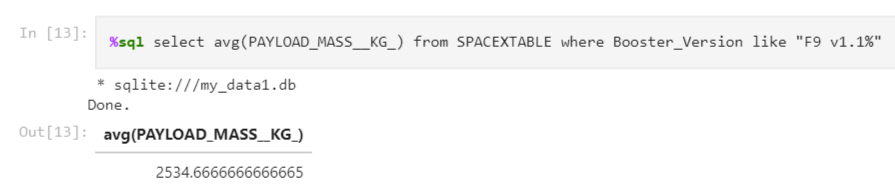 In [13]: %sql select avg(PAYLOAD_MASS__KG_) from SPACEXTABLE where Booster_Version like "F9 v1.1%"
* sqlite:///my_data1.db
Done.
Out[13]: avg(PAYLOAD_MASS__KG_)
2534.6666666666665